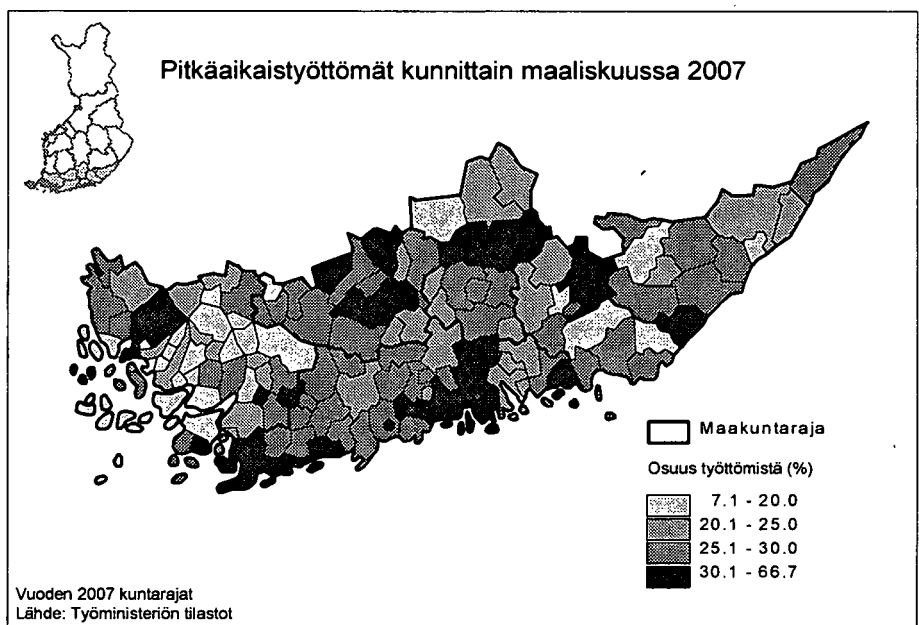 Pitkäaikaistyöttömät kunnittain maaliskuussa 2007
Maakuntaraja
Osuus työttömistä (%)
7.1 - 20.0
20.1 - 25.0
25.1 - 30.0
30.1 - 66.7
Vuoden 2007 kuntarajat
Lähde: Työministeriön tilastot